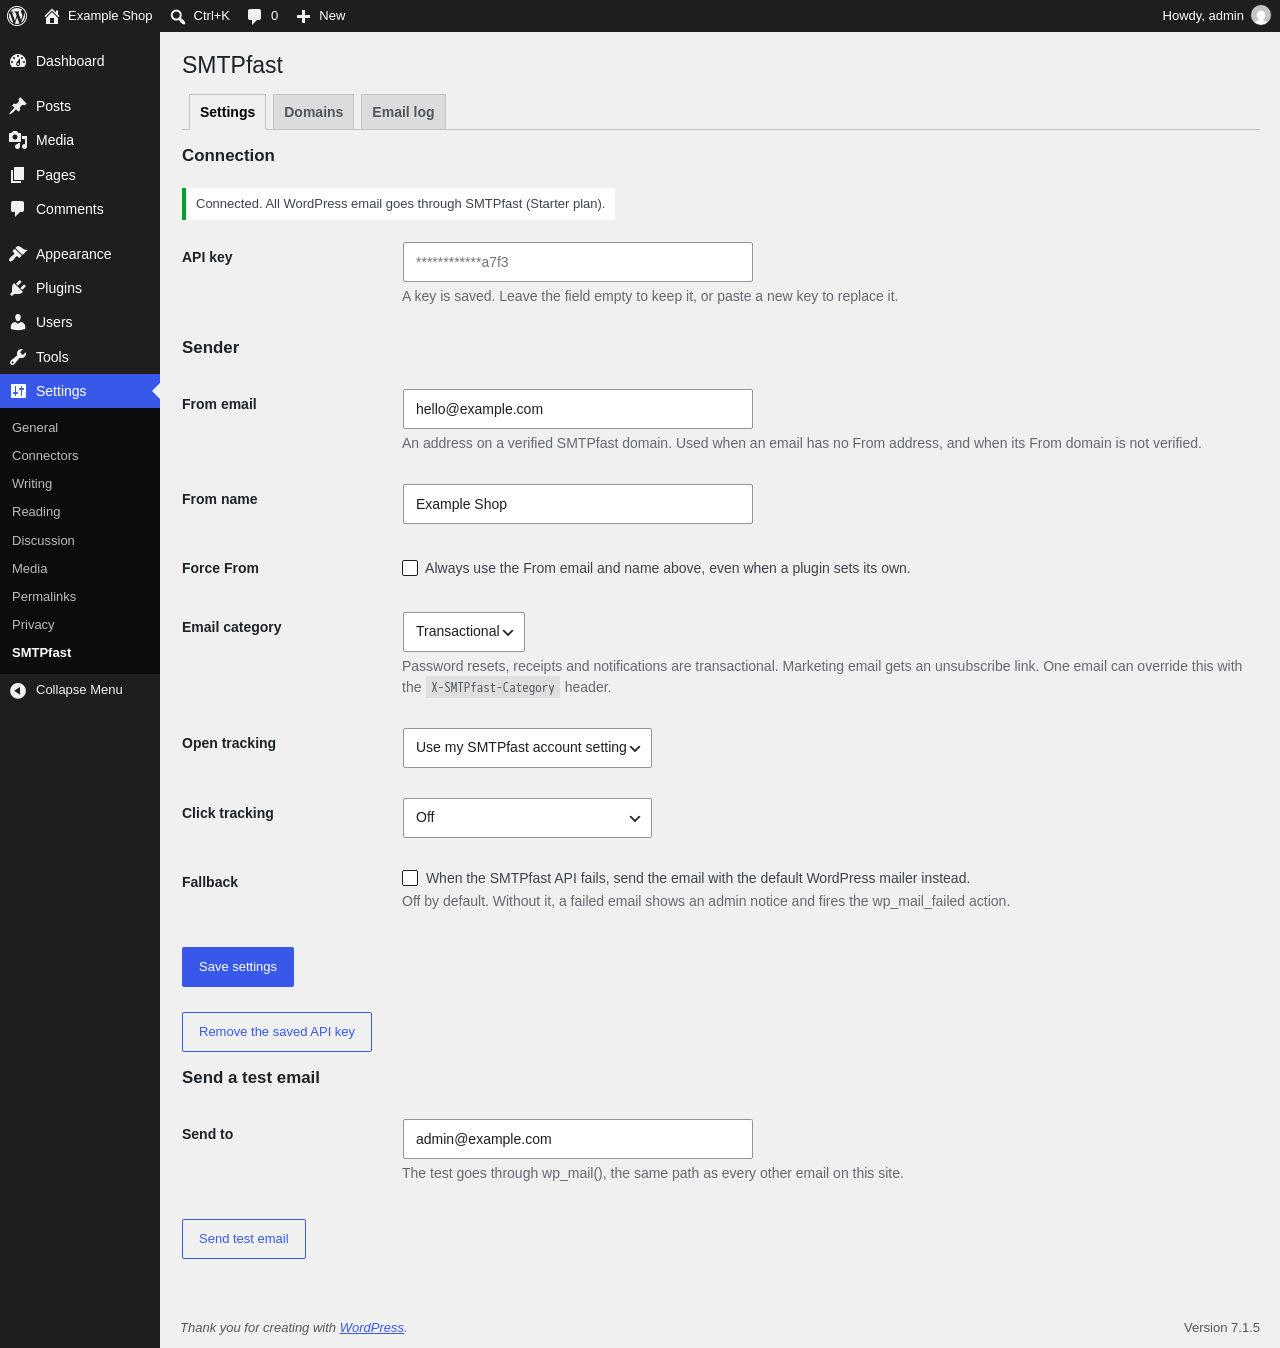 Example Shop
Ctrl+K
0
New
Howdy, admin
Dashboard
Posts
Media
Pages
Comments
Appearance
Plugins
Users
Tools
Settings
General
Connectors
Writing
Reading
Discussion
Media
Permalinks
Privacy
SMTPfast
Collapse Menu
SMTPfast
Settings
Domains
Email log
Connection
Connected. All WordPress email goes through SMTPfast (Starter plan).
API key
************a7f3
A key is saved. Leave the field empty to keep it, or paste a new key to replace it.
Sender
From email
hello@example.com
An address on a verified SMTPfast domain. Used when an email has no From address, and when its From domain is not verified.
From name
Example Shop
Force From
Always use the From email and name above, even when a plugin sets its own.
Email category
Transactional
Password resets, receipts and notifications are transactional. Marketing email gets an unsubscribe link. One email can override this with
the X-SMTPfast-Category header.
Open tracking
Use my SMTPfast account setting
Click tracking
Off
Fallback
When the SMTPfast API fails, send the email with the default WordPress mailer instead.
Off by default. Without it, a failed email shows an admin notice and fires the wp_mail_failed action.
Save settings
Remove the saved API key
Send a test email
Send to
admin@example.com
The test goes through wp_mail(), the same path as every other email on this site.
Send test email
Thank you for creating with WordPress.
Version 7.1.5